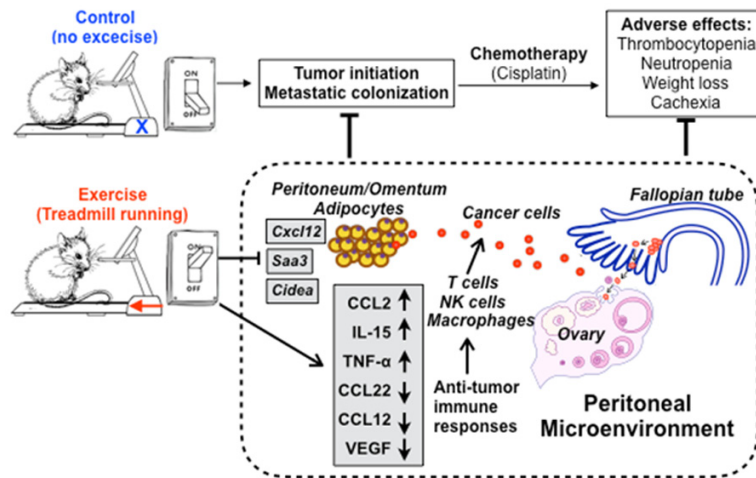 Control
(no excecise)
ON
OFF
X
Tumor initiation
Metastatic colonization
Chemotherapy
(Cisplatin)
Adverse effects:
Thrombocytopenia
Neutropenia
Weight loss
Cachexia
Exercise
(Treadmill running)
ON
OFF
Peritoneum/Omentum
Adipocytes
Cxcl12
Saa3
Cidea
Cancer cells
Fallopian tube
T cells
NK cells
Macrophages
Ovary
CCL2 ↑
IL-15 ↑
TNF-α ↑
CCL22 ↓
CCL12 ↓
VEGF ↓
Anti-tumor
immune
responses
Peritoneal
Microenvironment